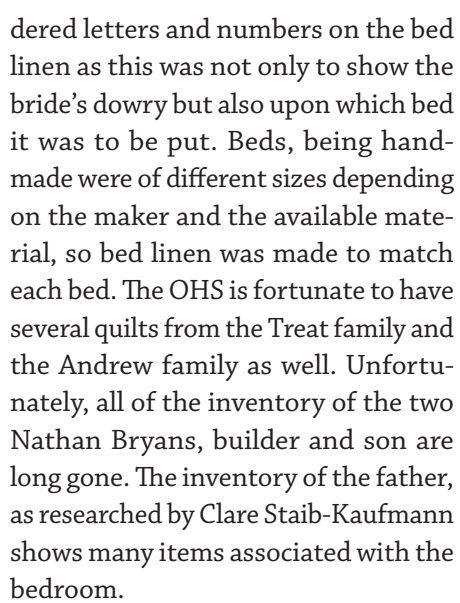 dered letters and numbers on the bed
linen as this was not only to show the
bride’s dowry but also upon which bed
it was to be put. Beds, being hand-
made were of different sizes depending
on the maker and the available mate-
rial, so bed linen was made to match
each bed. The OHS is fortunate to have
several quilts from the Treat family and
the Andrew family as well. Unfortu-
nately, all of the inventory of the two
Nathan Bryans, builder and son are
long gone. The inventory of the father,
as researched by Clare Staib-Kaufmann
shows many items associated with the
bedroom.